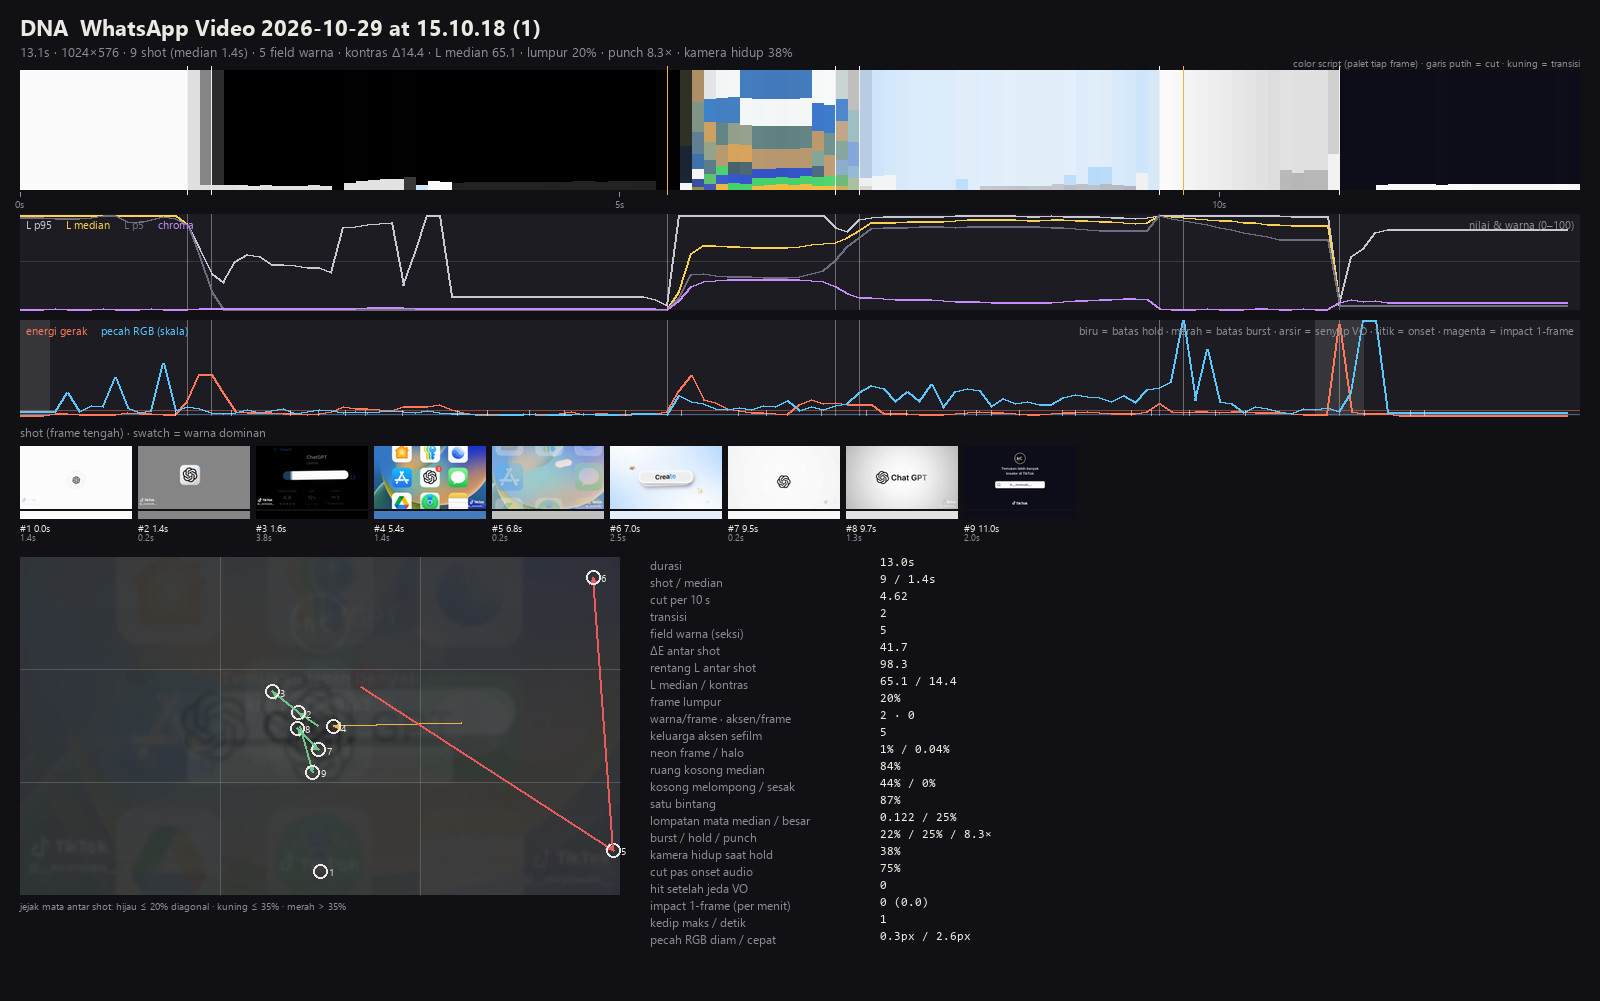 DNA  WhatsApp Video 2026-10-29 at 15.10.18 (1)
13.1s · 1024×576 · 9 shot (median 1.4s) · 5 field warna · kontras Δ14.4 · L median 65.1 · lumpur 20% · punch 8.3× · kamera hidup 38%
color script (palet tiap frame) · garis putih = cut · kuning = transisi
0s 5s 10s
L p95 L median L p5 chroma nilai & warna (0–100)
energi gerak pecah RGB (skala) biru = batas hold · merah = batas burst · arsir = senyap VO · titik = onset · magenta = impact 1-frame
shot (frame tengah) · swatch = warna dominan
ChatGPT
Create
Chat GPT
TikTok
#1 0.0s #2 1.4s #3 1.6s #4 5.4s #5 6.8s #6 7.0s #7 9.5s #8 9.7s #9 11.0s
1.4s 0.2s 3.8s 1.4s 0.2s 2.5s 0.2s 1.3s 2.0s
6
3
2
8
4
7
9
5
1
TikTok
jejak mata antar shot: hijau ≤ 20% diagonal · kuning ≤ 35% · merah > 35%
durasi 13.0s
shot / median 9 / 1.4s
cut per 10 s 4.62
transisi 2
field warna (seksi) 5
ΔE antar shot 41.7
rentang L antar shot 98.3
L median / kontras 65.1 / 14.4
frame lumpur 20%
warna/frame · aksen/frame 2 · 0
keluarga aksen sefilm 5
neon frame / halo 1% / 0.04%
ruang kosong median 84%
kosong melompong / sesak 44% / 0%
satu bintang 87%
lompatan mata median / besar 0.122 / 25%
burst / hold / punch 22% / 25% / 8.3×
kamera hidup saat hold 38%
cut pas onset audio 75%
hit setelah jeda VO 0
impact 1-frame (per menit) 0 (0.0)
kedip maks / detik 1
pecah RGB diam / cepat 0.3px / 2.6px